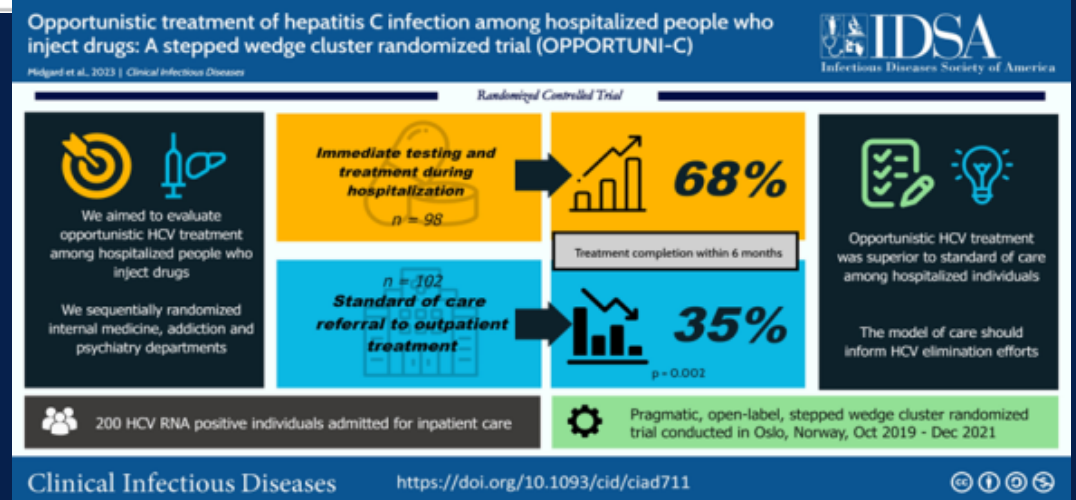 Opportunistic treatment of hepatitis C infection among hospitalized people who
inject drugs: A stepped wedge cluster randomized trial (OPPORTUNI-C)
Midgard et al., 2023 | Clinical Infectious Diseases
IDSA
Infectious Diseases Society of America
Randomized Controlled Trial
We aimed to evaluate
opportunistic HCV treatment
among hospitalized people who
inject drugs
We sequentially randomized
internal medicine, addiction and
psychiatry departments
Immediate testing and
treatment during
hospitalization
n = 98
68%
Treatment completion within 6 months
n = 102
Standard of care
referral to outpatient
treatment
35%
p = 0.002
Opportunistic HCV treatment
was superior to standard of care
among hospitalized individuals
The model of care should
inform HCV elimination efforts
200 HCV RNA positive individuals admitted for inpatient care
Pragmatic, open-label, stepped wedge cluster randomized
trial conducted in Oslo, Norway, Oct 2019 - Dec 2021
Clinical Infectious Diseases
https://doi.org/10.1093/cid/ciad711